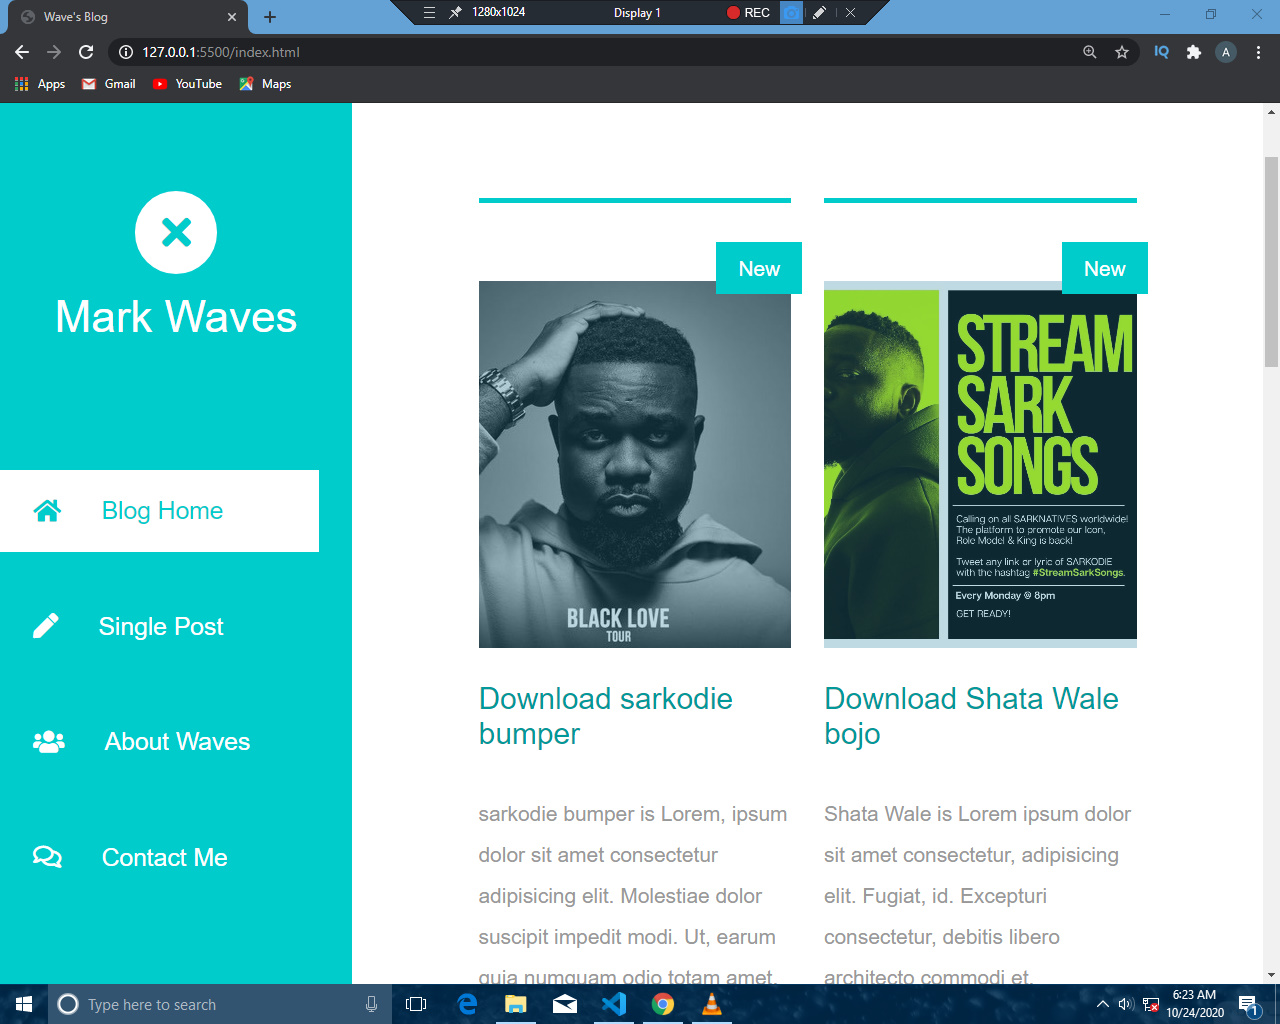 Wave's Blog
1280x1024
Display 1
REC
127.0.0.1:5500/index.html
IQ
A
Apps
Gmail
YouTube
Maps
Mark Waves
Blog Home
Single Post
About Waves
Contact Me
New
BLACK LOVE
TOUR
Download sarkodie
bumper
sarkodie bumper is Lorem, ipsum
dolor sit amet consectetur
adipisicing elit. Molestiae dolor
suscipit impedit modi. Ut, earum
quia numquam odio totam amet.
New
STREAM
SARK
SONGS
Calling on all SARKNATIVES worldwide!
The platform to promote our Icon,
Role Model & King is back!
Tweet any link or lyric of SARKODIE
with the hashtag #StreamSarkSongs.
Every Monday @ 8pm
GET READY!
Download Shata Wale
bojo
Shata Wale is Lorem ipsum dolor
sit amet consectetur, adipisicing
elit. Fugiat, id. Excepturi
consectetur, debitis libero
architecto commodi et.
Type here to search
6:23 AM
10/24/2020
1